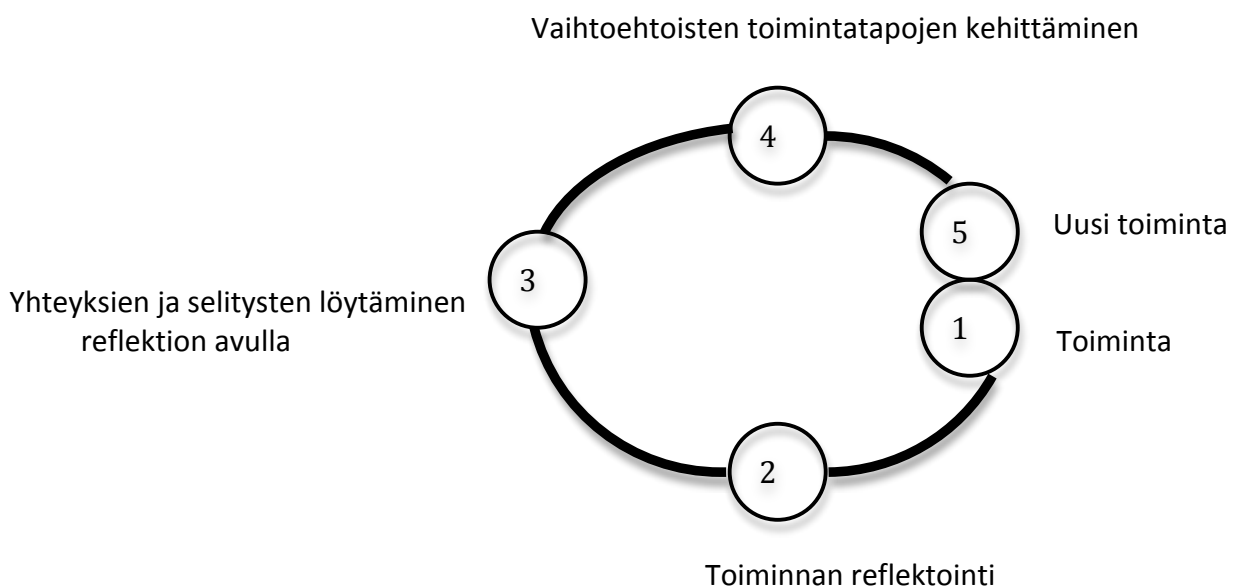 Vaihtoehtoisten toimintatapojen kehittäminen
4
5
Uusi toiminta
3
Yhteyksien ja selitysten löytäminen
reflektion avulla
1
Toiminta
2
Toiminnan reflektointi